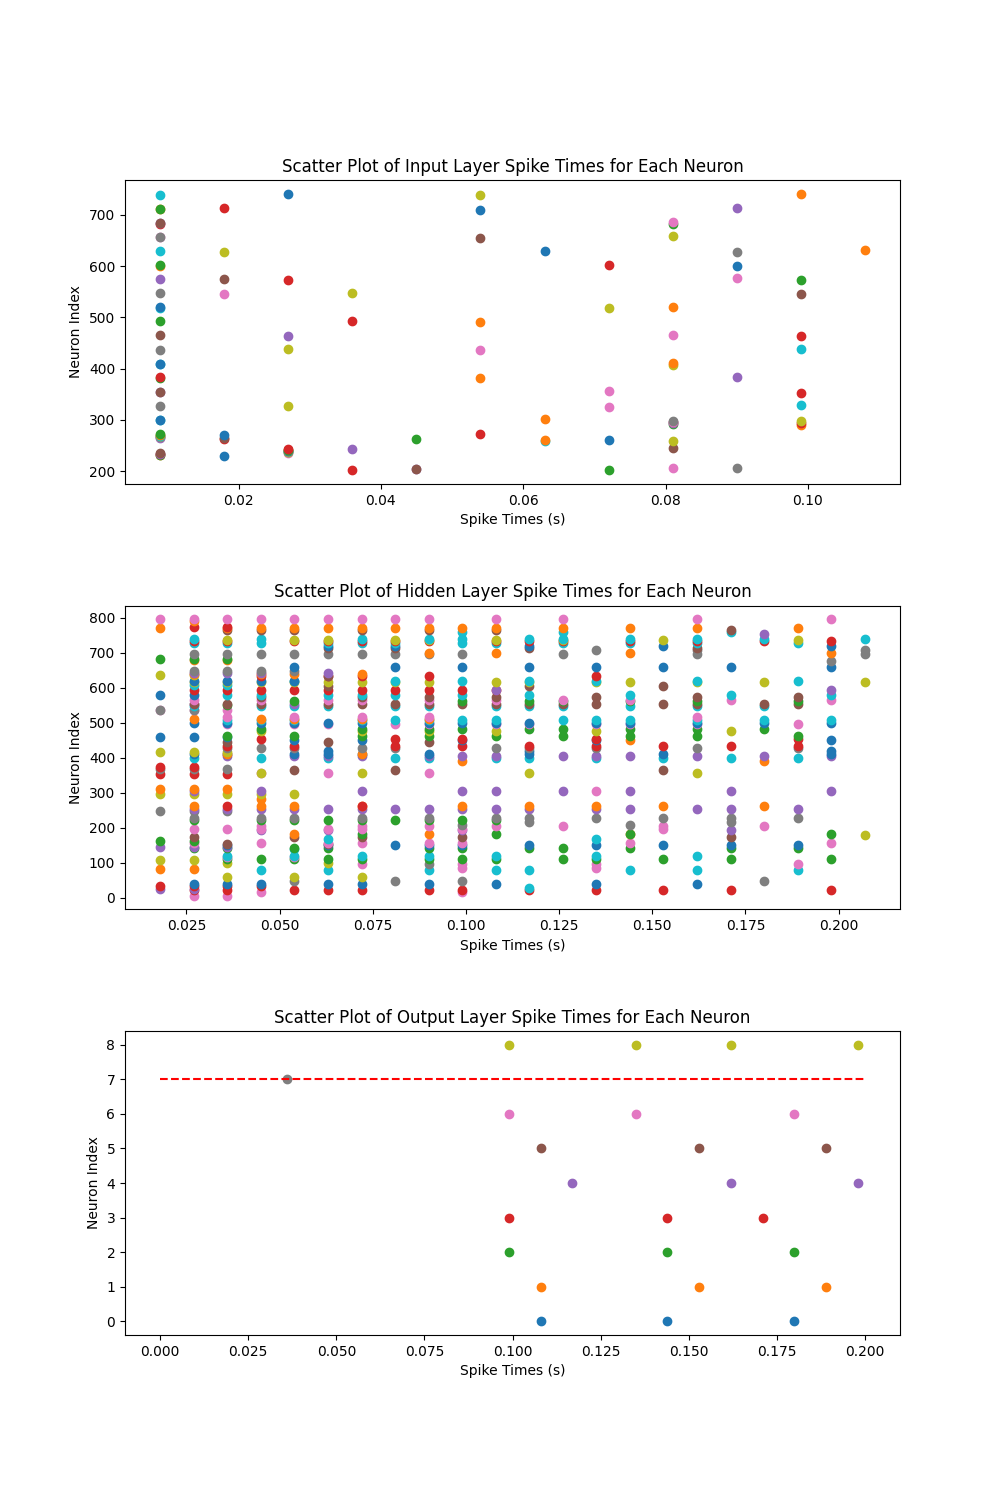 Scatter Plot of Input Layer Spike Times for Each Neuron
700
600
500
400
300
200
Neuron Index
0.02 0.04 0.06 0.08 0.10
Spike Times (s)
Scatter Plot of Hidden Layer Spike Times for Each Neuron
800
700
600
500
400
300
200
100
0
Neuron Index
0.025 0.050 0.075 0.100 0.125 0.150 0.175 0.200
Spike Times (s)
Scatter Plot of Output Layer Spike Times for Each Neuron
8
7
6
5
4
3
2
1
0
Neuron Index
0.000 0.025 0.050 0.075 0.100 0.125 0.150 0.175 0.200
Spike Times (s)